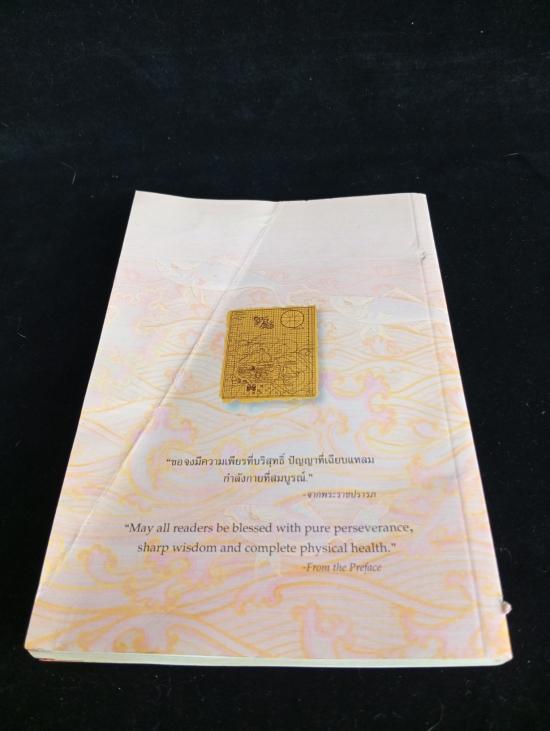 “ขอจงมีความเพียรที่บริสุทธิ์ ปัญญาที่เฉียบแหลม
กำลังกายที่สมบูรณ์.”
-จากพระราชปรารภ
“May all readers be blessed with pure perseverance,
sharp wisdom and complete physical health.”
-From the Preface